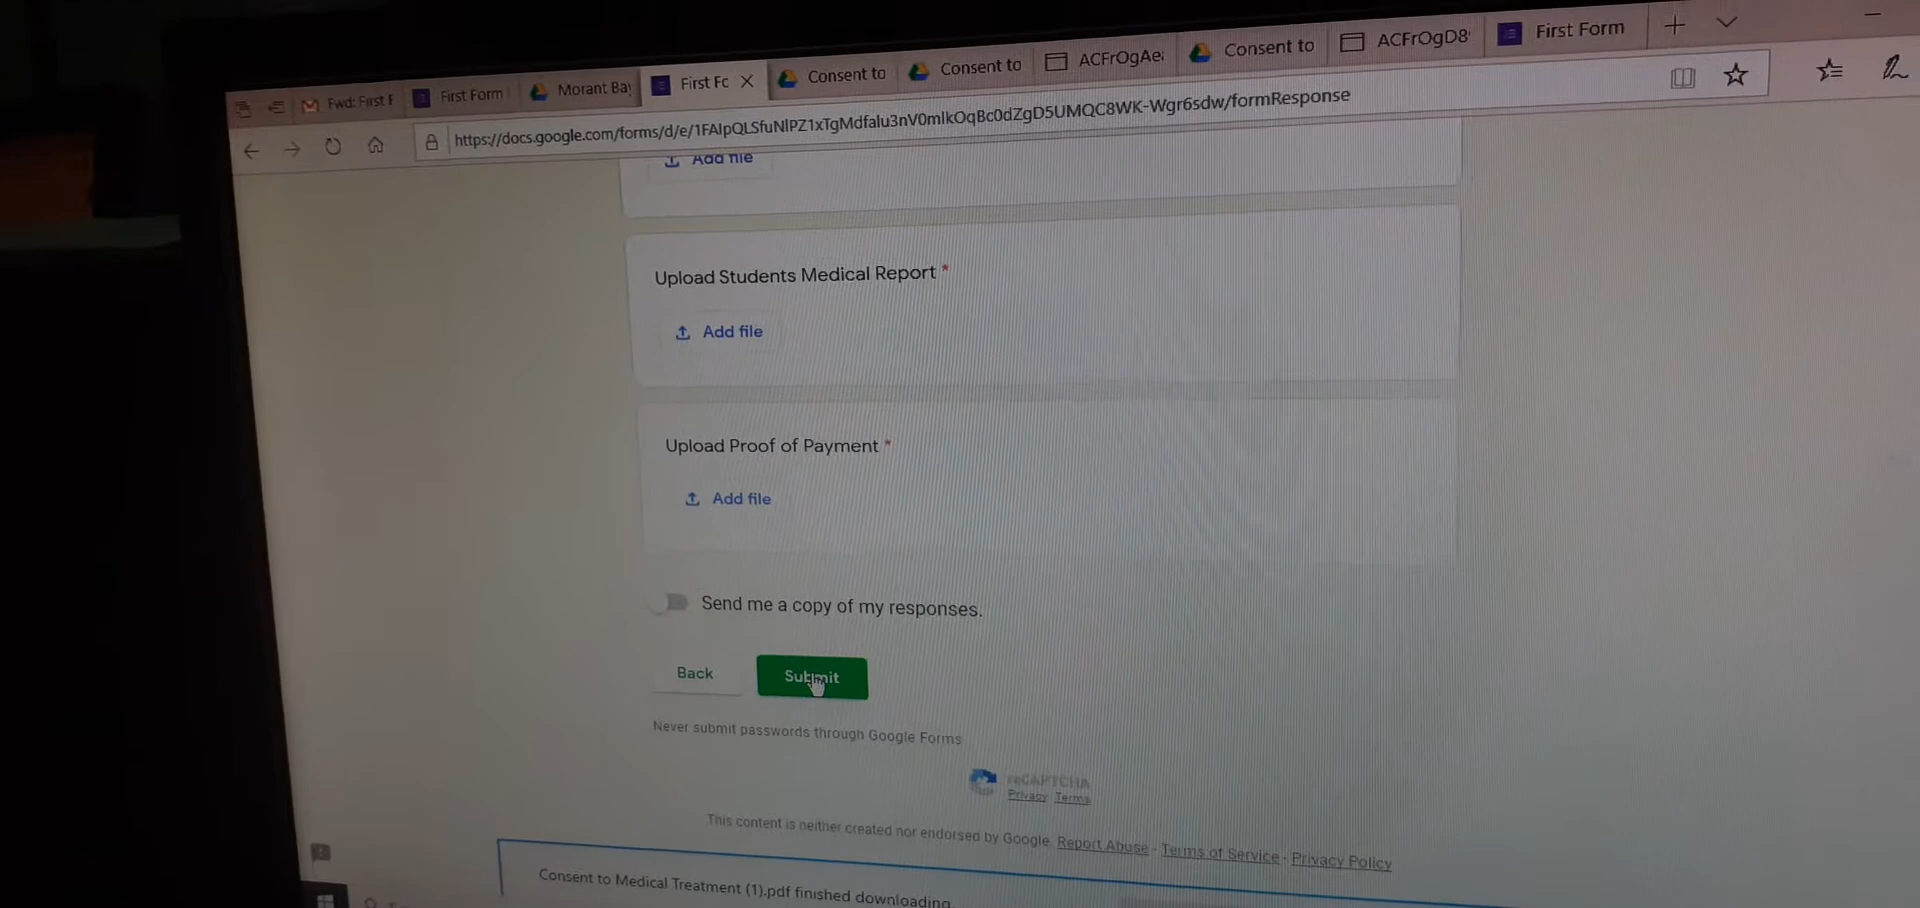 Fwd: First F
First Form
Morant Bay
First Fo
Consent to
Consent to
ACFrOgAe
Consent to
ACFrOgD8
First Form
https://docs.google.com/forms/d/e/1FAIpQLSfuNlPZ1xTgMdfalu3nV0mlkOqBc0dZgD5UMQC8WK-Wgr6sdw/formResponse
Add file
Upload Students Medical Report *
Add file
Upload Proof of Payment *
Add file
Send me a copy of my responses.
Back
Submit
Never submit passwords through Google Forms
reCAPTCHA
Privacy Terms
This content is neither created nor endorsed by Google. Report Abuse - Terms of Service - Privacy Policy
Consent to Medical Treatment (1).pdf finished downloading.